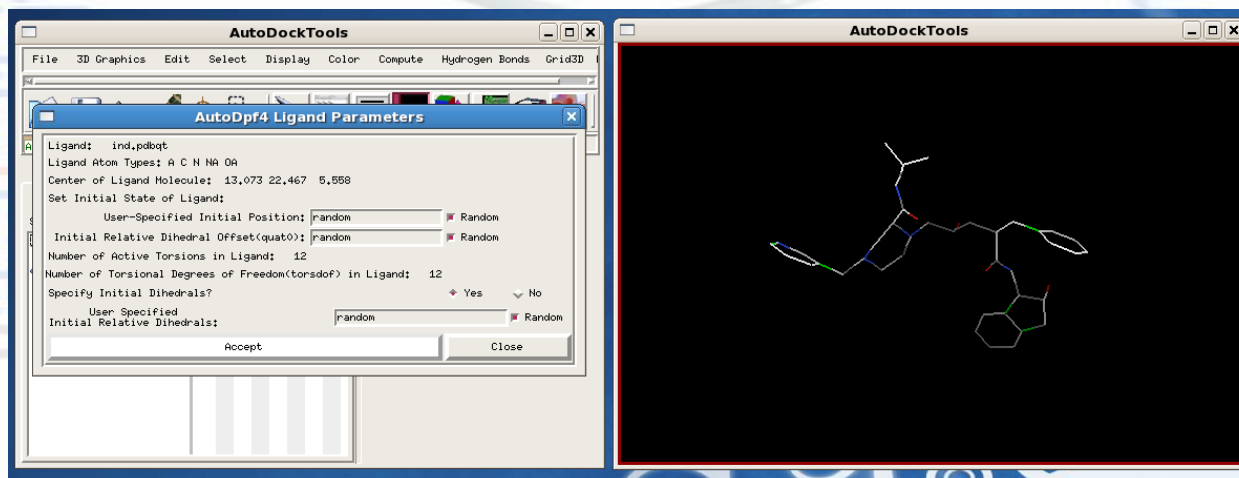 AutoDockTools
File 3D Graphics Edit Select Display Color Compute Hydrogen Bonds Grid3D
AutoDpf4 Ligand Parameters
Ligand: ind.pdbqt
Ligand Atom Types: A C N NA OA
Center of Ligand Molecule: 13.073 22.467 5.558
Set Initial State of Ligand:
User-Specified Initial Position: random Random
Initial Relative Dihedral Offset(quat0): random Random
Number of Active Torsions in Ligand: 12
Number of Torsional Degrees of Freedom(torsdof) in Ligand: 12
Specify Initial Dihedrals? Yes No
User Specified
Initial Relative Dihedrals: random Random
Accept Close
AutoDockTools